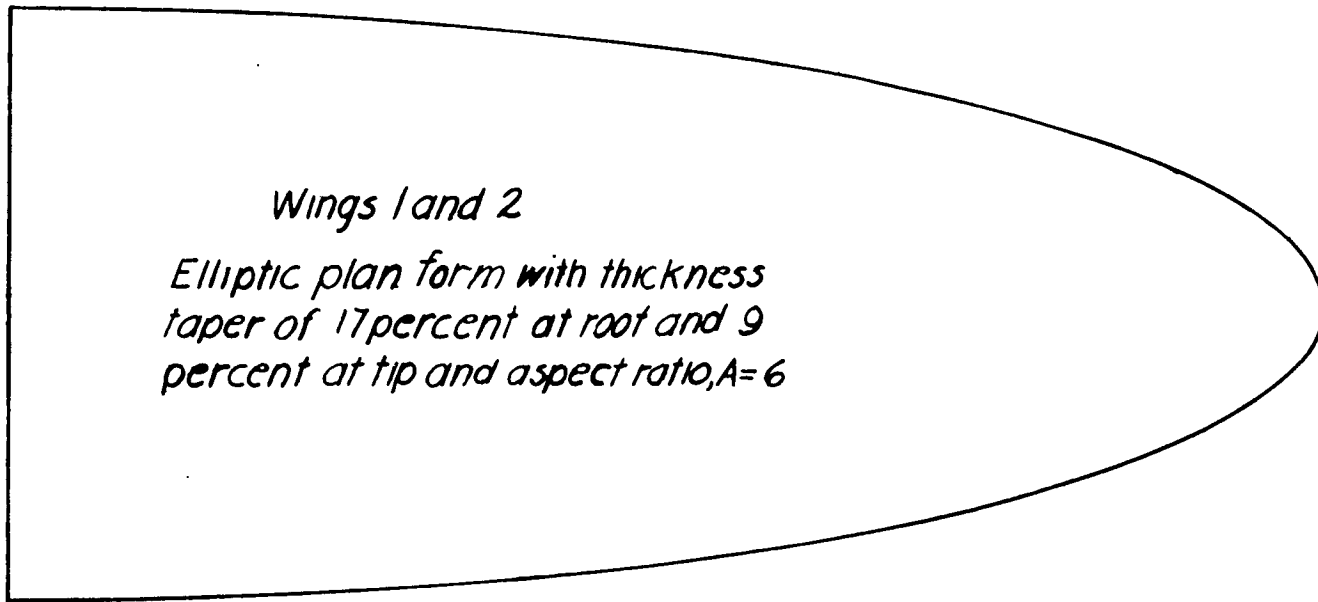 Wings 1 and 2
Elliptic plan form with thickness
taper of 17 percent at root and 9
percent at tip and aspect ratio, A=6